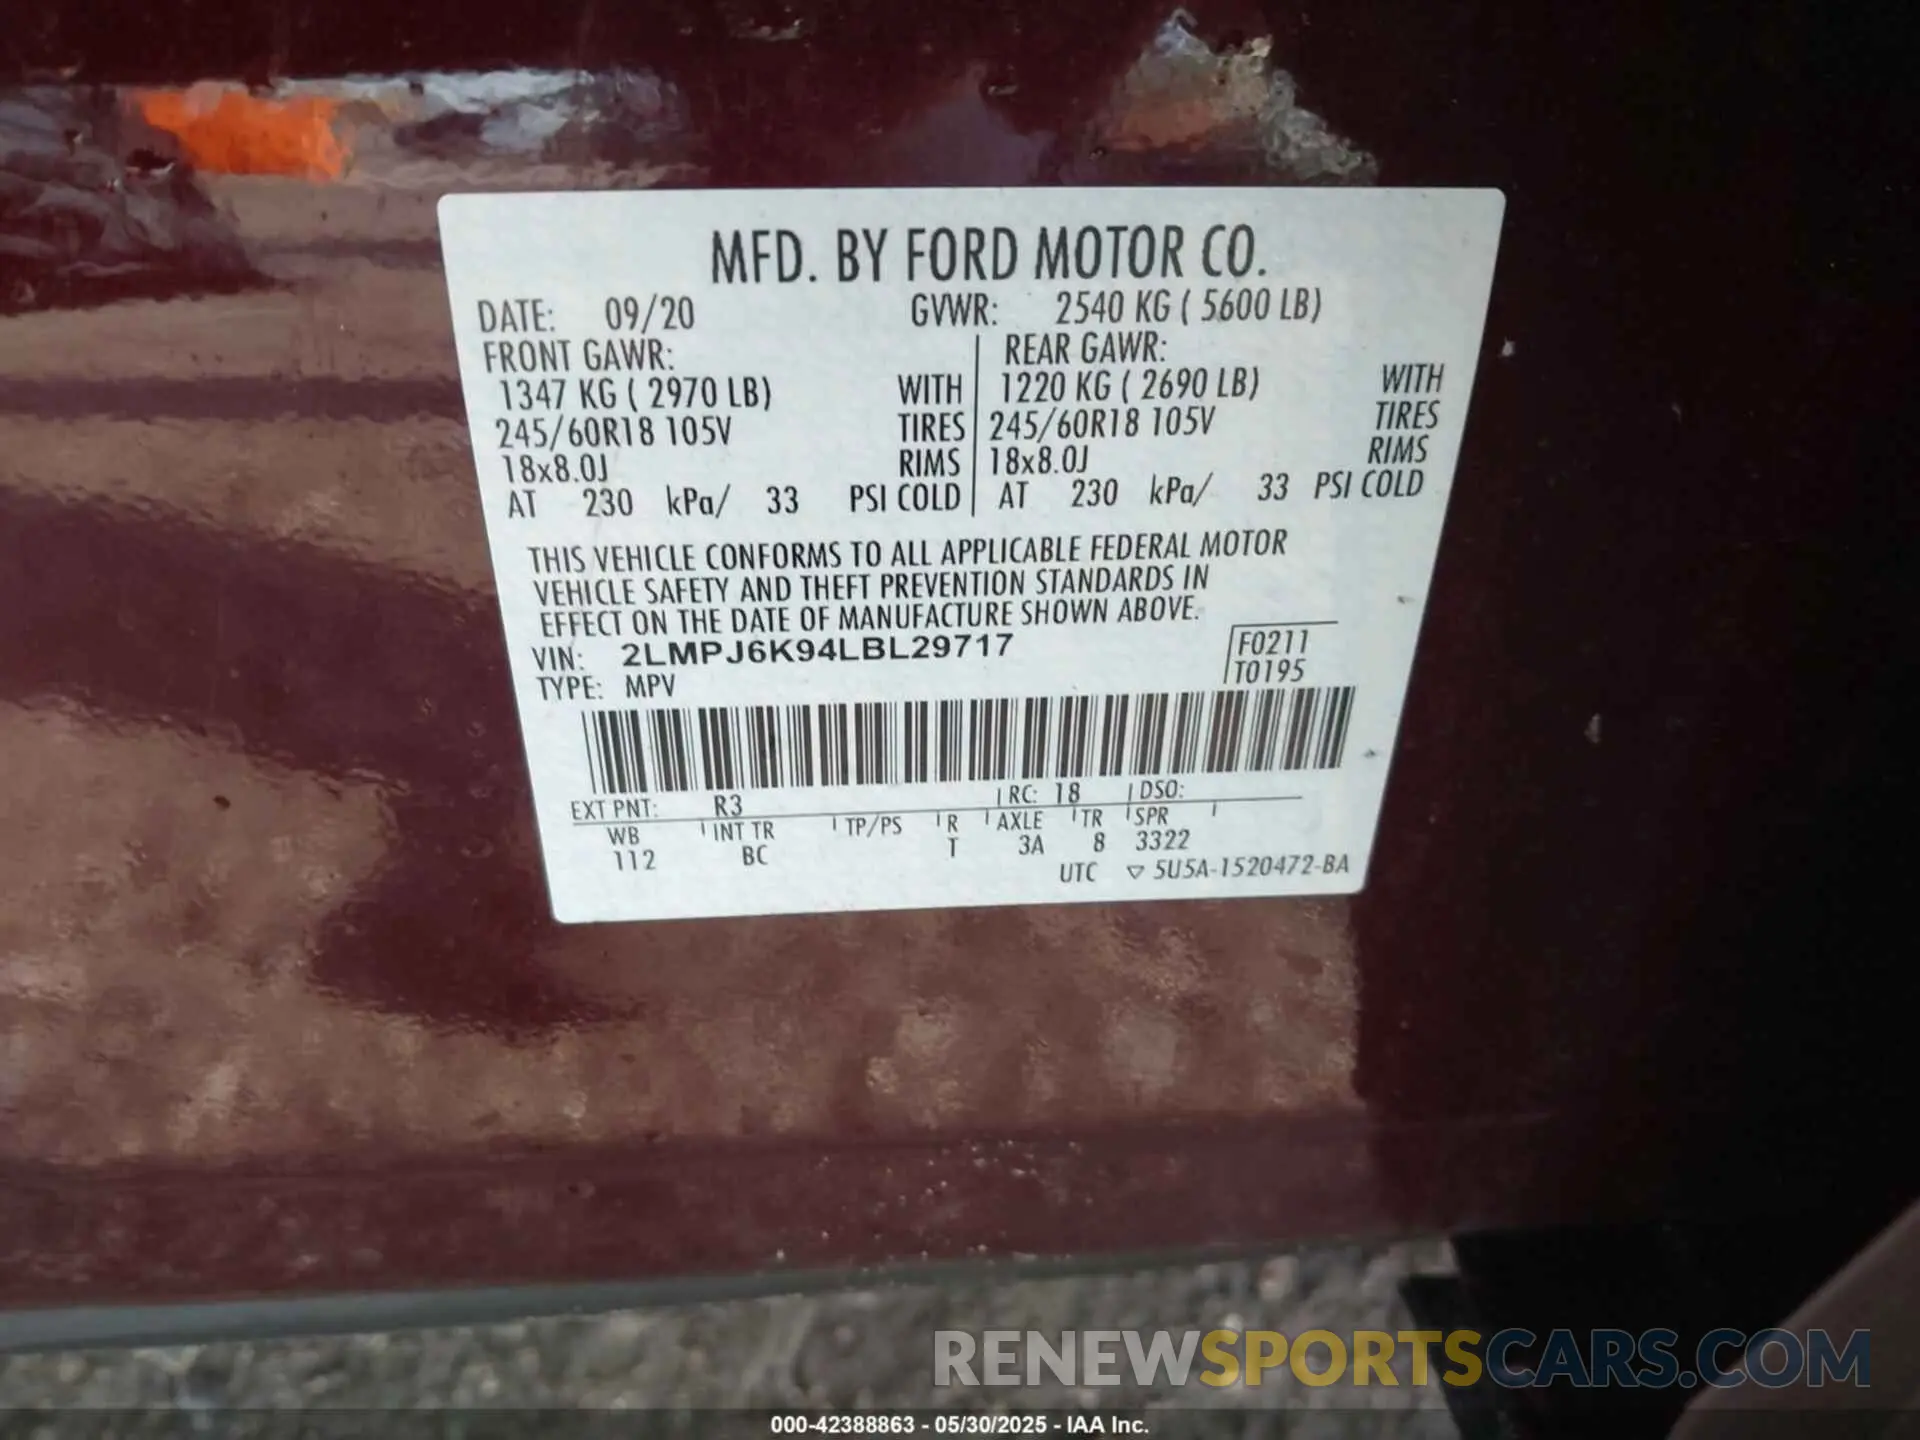 MFD. BY FORD MOTOR CO.
DATE: 09/20 GVWR: 2540 KG ( 5600 LB)
FRONT GAWR: REAR GAWR:
1347 KG ( 2970 LB) WITH 1220 KG ( 2690 LB) WITH
245/60R18 105V TIRES 245/60R18 105V TIRES
18x8.0J RIMS 18x8.0J RIMS
AT 230 kPa/ 33 PSI COLD AT 230 kPa/ 33 PSI COLD
THIS VEHICLE CONFORMS TO ALL APPLICABLE FEDERAL MOTOR
VEHICLE SAFETY AND THEFT PREVENTION STANDARDS IN
EFFECT ON THE DATE OF MANUFACTURE SHOWN ABOVE.
VIN: 2LMPJ6K94LBL29717 F0211
TYPE: MPV T0195
EXT PNT: R3 RC: 18 DSO:
WB INT TR TP/PS R AXLE TR SPR
112 BC T 3A 8 3322
UTC ▽ 5U5A-1520472-BA
RENEWSPORTSCARS.COM
000-42388863 - 05/30/2025 - IAA Inc.